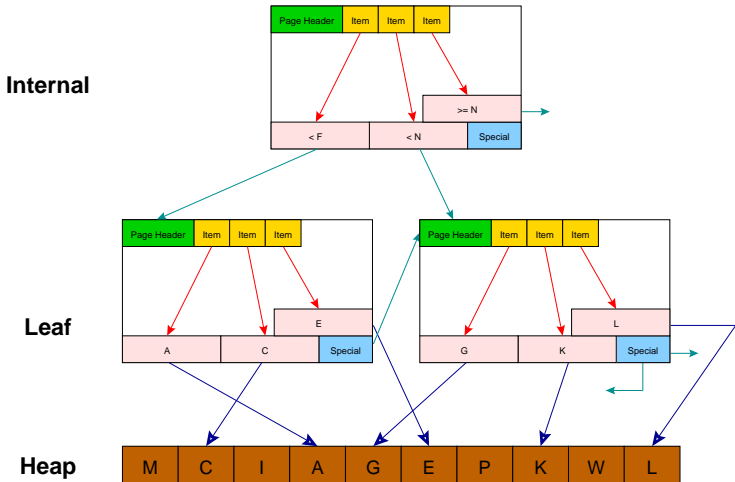 Page Header Item Item Item
Internal
>= N
< F < N Special
Page Header Item Item Item Page Header Item Item Item
Leaf
E L
A C Special G K Special
Heap M C I A G E P K W L